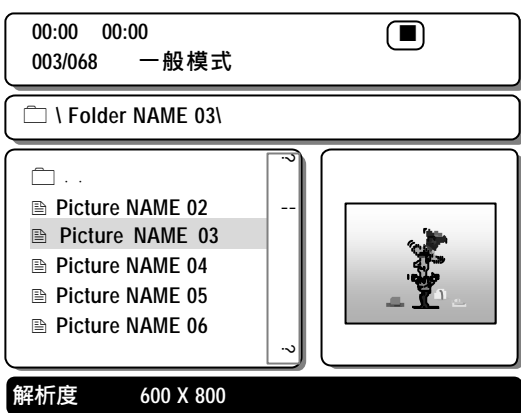 00:00 00:00
003/068 一般模式
\ Folder NAME 03\
. .
Picture NAME 02
Picture NAME 03
Picture NAME 04
Picture NAME 05
Picture NAME 06
解析度 600 X 800